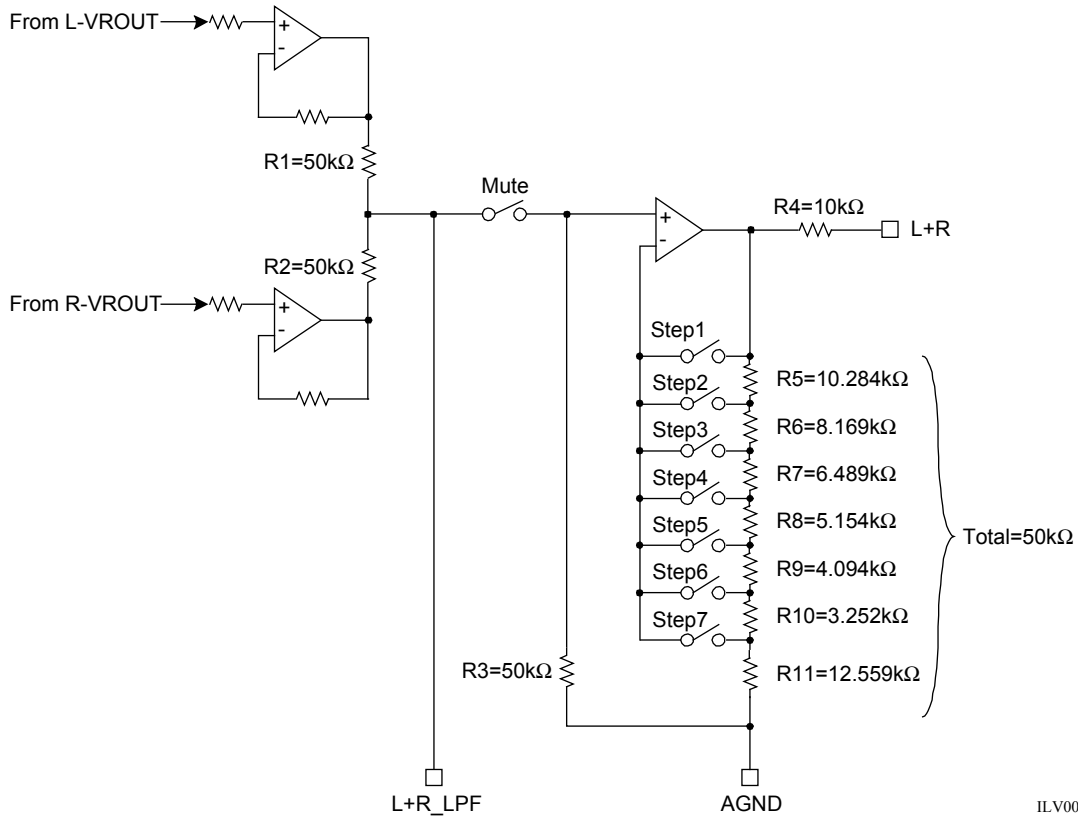 From L-VROUT
+
-
R1=50kΩ
Mute
+
-
R4=10kΩ
L+R
R2=50kΩ
From R-VROUT
+
-
Step1
R5=10.284kΩ
Step2
R6=8.169kΩ
Step3
R7=6.489kΩ
Step4
R8=5.154kΩ
Step5
Total=50kΩ
R9=4.094kΩ
Step6
R10=3.252kΩ
Step7
R3=50kΩ
R11=12.559kΩ
L+R_LPF
AGND
ILV00